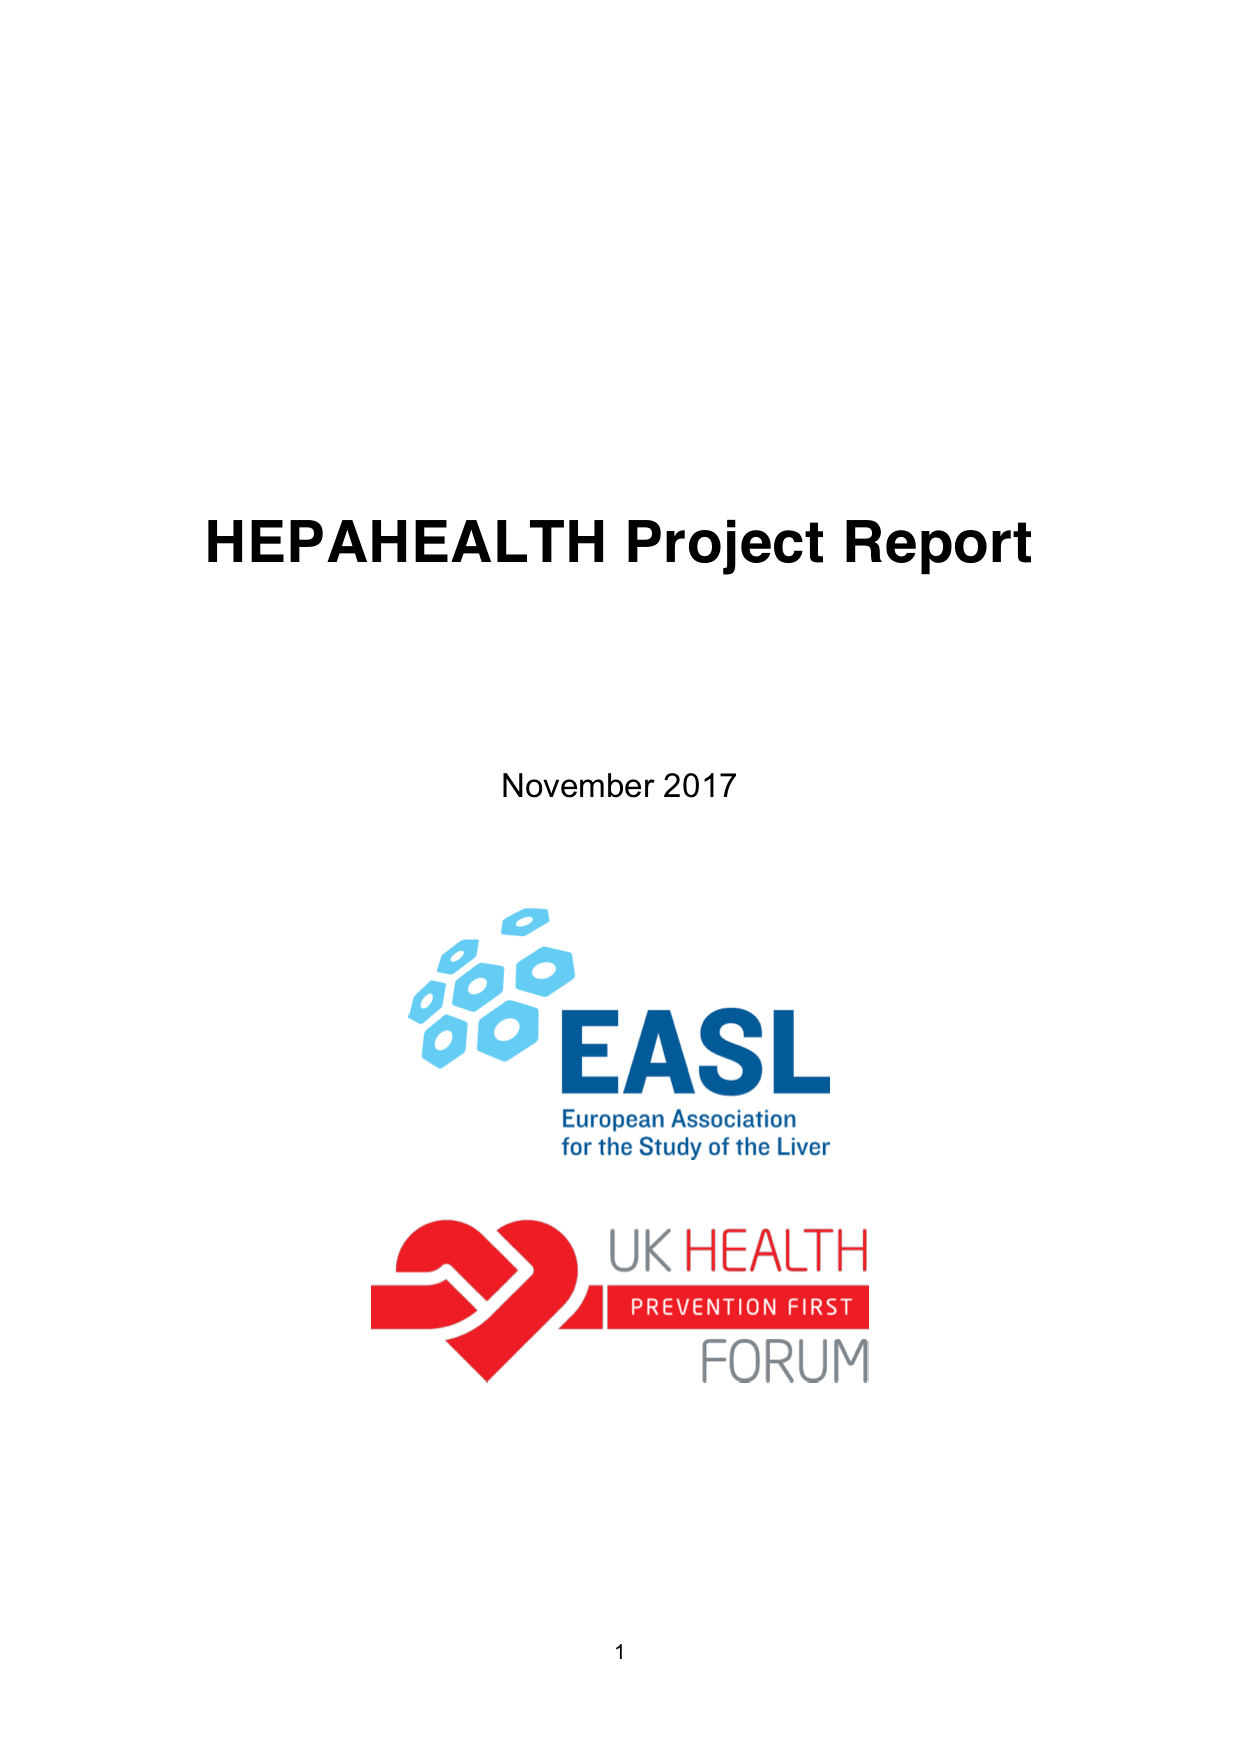 HEPAHEALTH Project Report
November 2017
EASL
European Association
for the Study of the Liver
UK HEALTH
PREVENTION FIRST
FORUM
1